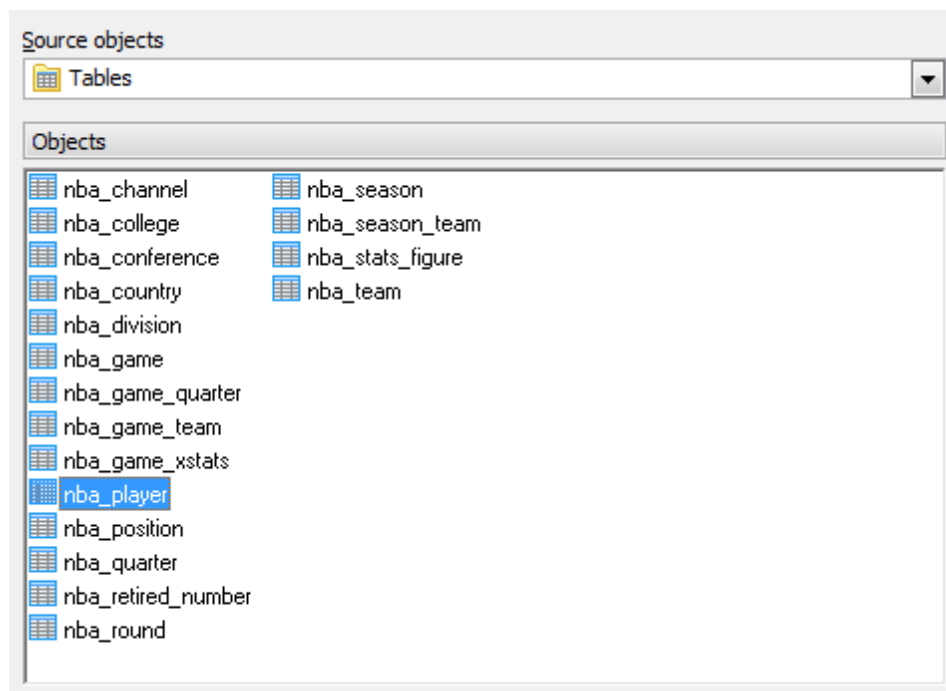 Source objects
Tables
Objects
nba_channel
nba_college
nba_conference
nba_country
nba_division
nba_game
nba_game_quarter
nba_game_team
nba_game_xstats
nba_player
nba_position
nba_quarter
nba_retired_number
nba_round
nba_season
nba_season_team
nba_stats_figure
nba_team